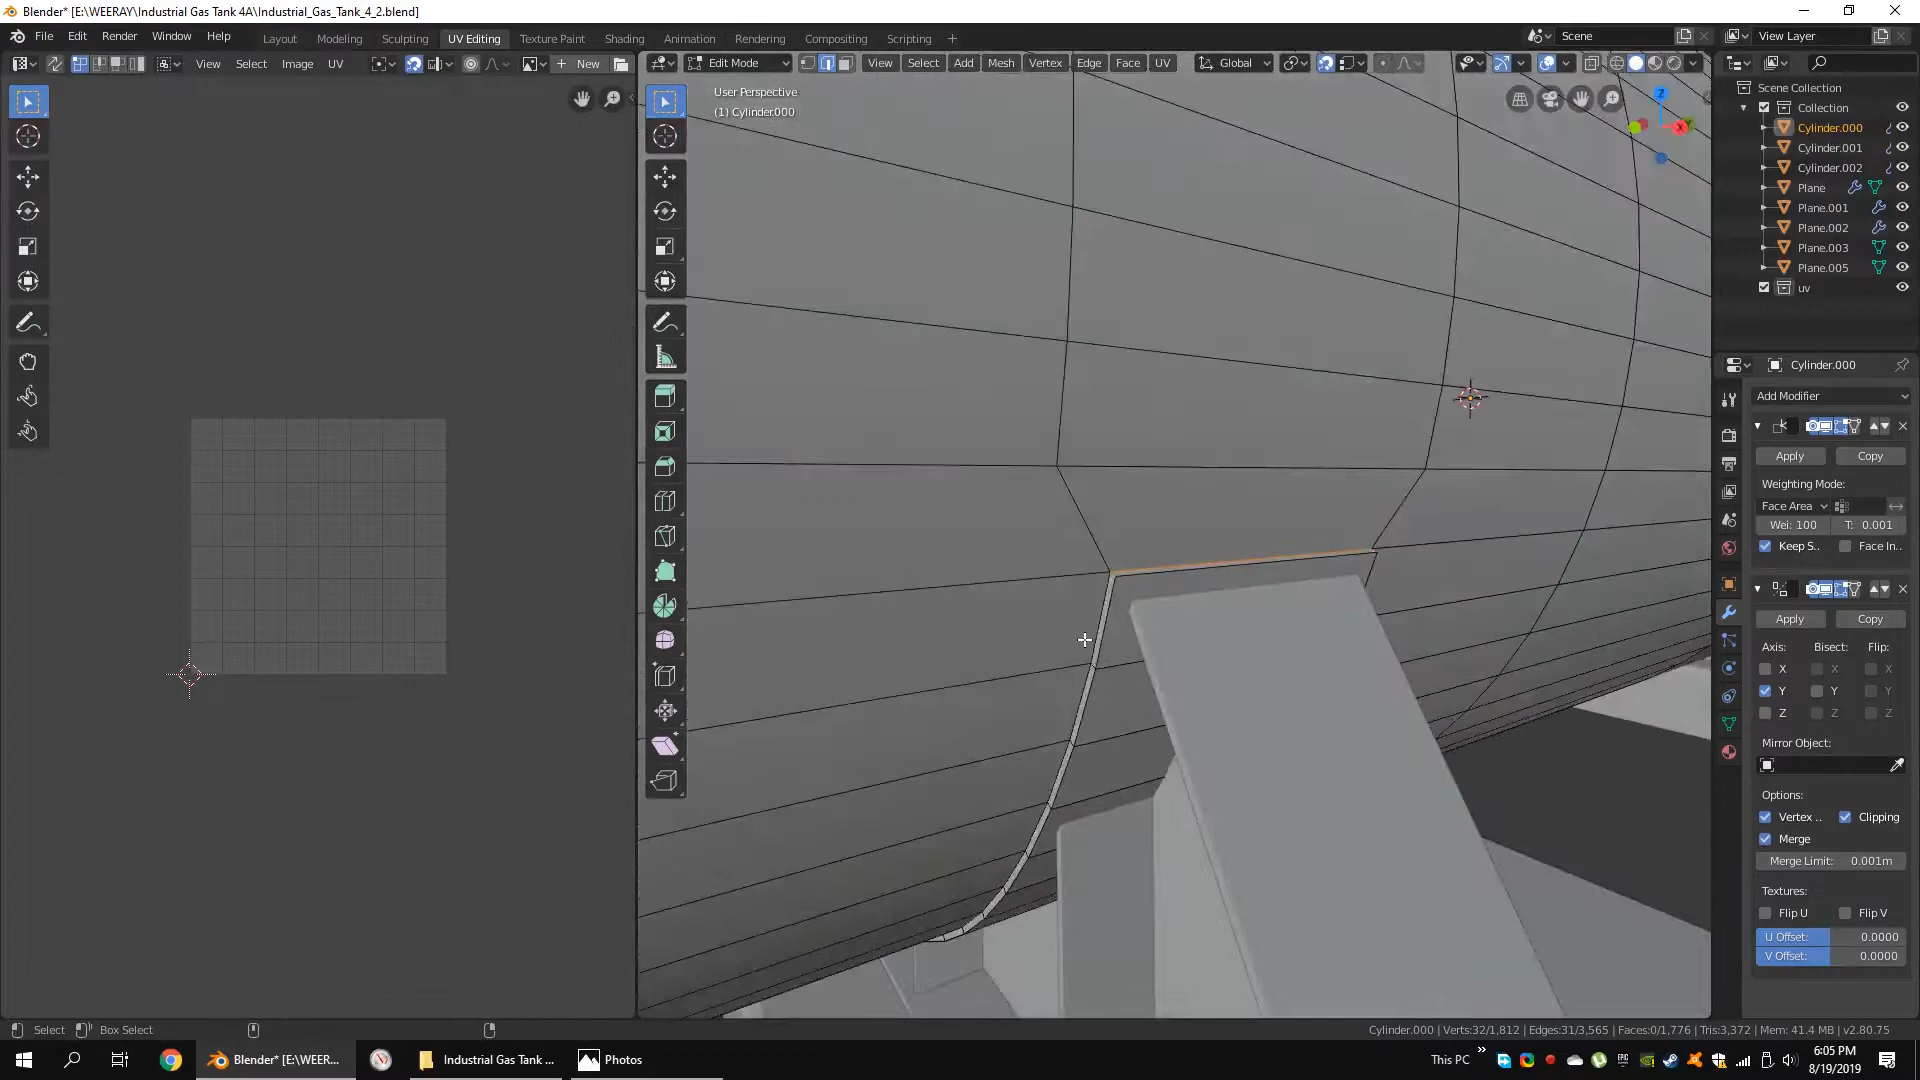 Blender* [E:\WEERAY\Industrial Gas Tank 4A\Industrial_Gas_Tank_4_2.blend]
File Edit Render Window Help Layout Modeling Sculpting UV Editing Texture Paint Shading Animation Rendering Compositing Scripting Scene View Layer
View Select Image UV New Edit Mode View Select Add Mesh Vertex Edge Face UV Global
User Perspective
(1) Cylinder.000
Z
X
Scene Collection
Collection
Cylinder.000
Cylinder.001
Cylinder.002
Plane
Plane.001
Plane.002
Plane.003
Plane.005
uv
Cylinder.000
Add Modifier
Apply Copy
Weighting Mode:
Face Area
Wei: 100 T: 0.001
Keep S.. Face In..
Apply Copy
Axis: Bisect: Flip:
X X X
Y Y Y
Z Z Z
Mirror Object:
Options:
Vertex .. Clipping
Merge
Merge Limit: 0.001m
Textures:
Flip U Flip V
U Offset: 0.0000
V Offset: 0.0000
Select Box Select Cylinder.000 | Verts:32/1,812 | Edges:31/3,565 | Faces:0/1,776 | Tris:3,372 | Mem: 41.4 MB | v2.80.75
Blender* [E:\WEER... Industrial Gas Tank ... Photos This PC 6:05 PM
8/19/2019